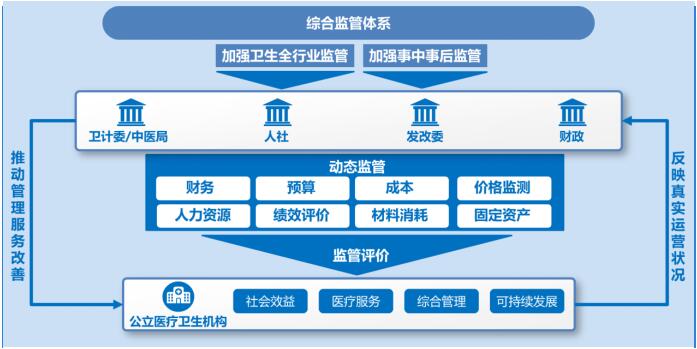 综合监管体系
加强卫生全行业监管
加强事中事后监管
卫计委/中医局
人社
发改委
财政
动态监管
财务
预算
成本
价格监测
人力资源
绩效评价
材料消耗
固定资产
监管评价
推动管理服务改善
反映真实运营状况
公立医疗卫生机构
社会效益
医疗服务
综合管理
可持续发展